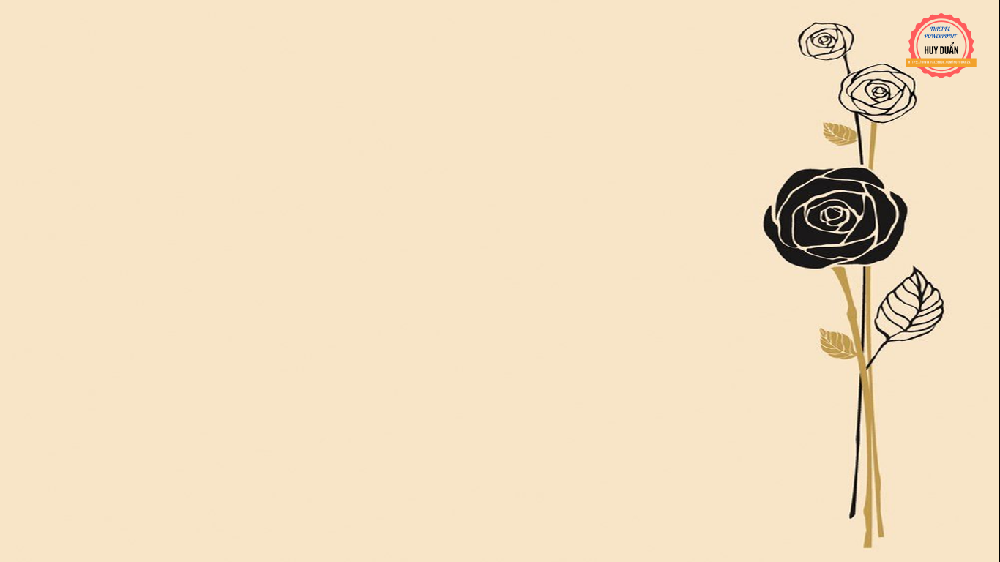 THIẾT KẾ
POWERPOINT
HUY DUẨN